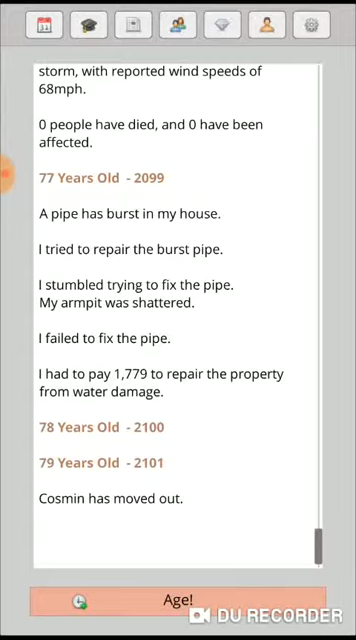 storm, with reported wind speeds of
68mph.
0 people have died, and 0 have been
affected.
77 Years Old - 2099
A pipe has burst in my house.
I tried to repair the burst pipe.
I stumbled trying to fix the pipe.
My armpit was shattered.
I failed to fix the pipe.
I had to pay 1,779 to repair the property
from water damage.
78 Years Old - 2100
79 Years Old - 2101
Cosmin has moved out.
Age!
DU RECORDER